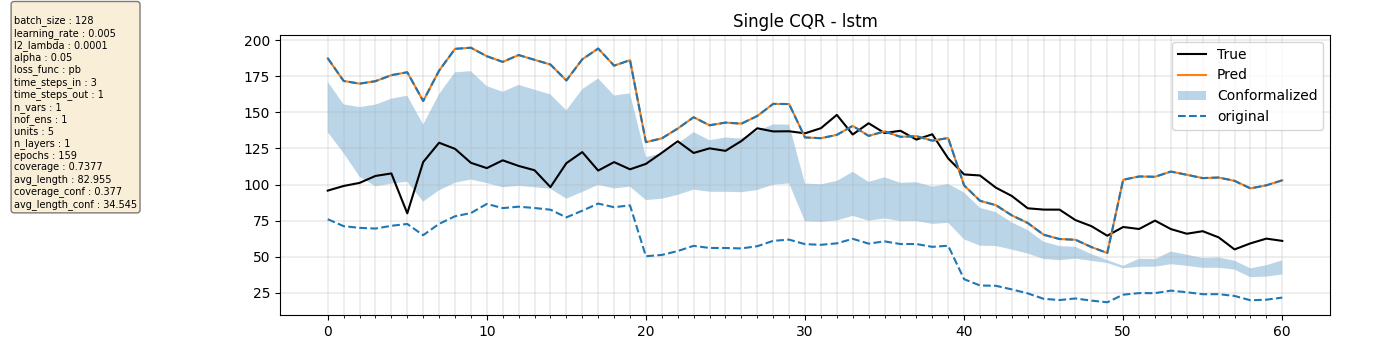 batch_size : 128
learning_rate : 0.005
l2_lambda : 0.0001
alpha : 0.05
loss_func : pb
time_steps_in : 3
time_steps_out : 1
n_vars : 1
nof_ens : 1
units : 5
n_layers : 1
epochs : 159
coverage : 0.7377
avg_length : 82.955
coverage_conf : 0.377
avg_length_conf : 34.545
Single CQR - lstm
200
175
150
125
100
75
50
25
0 10 20 30 40 50 60
True
Pred
Conformalized
original